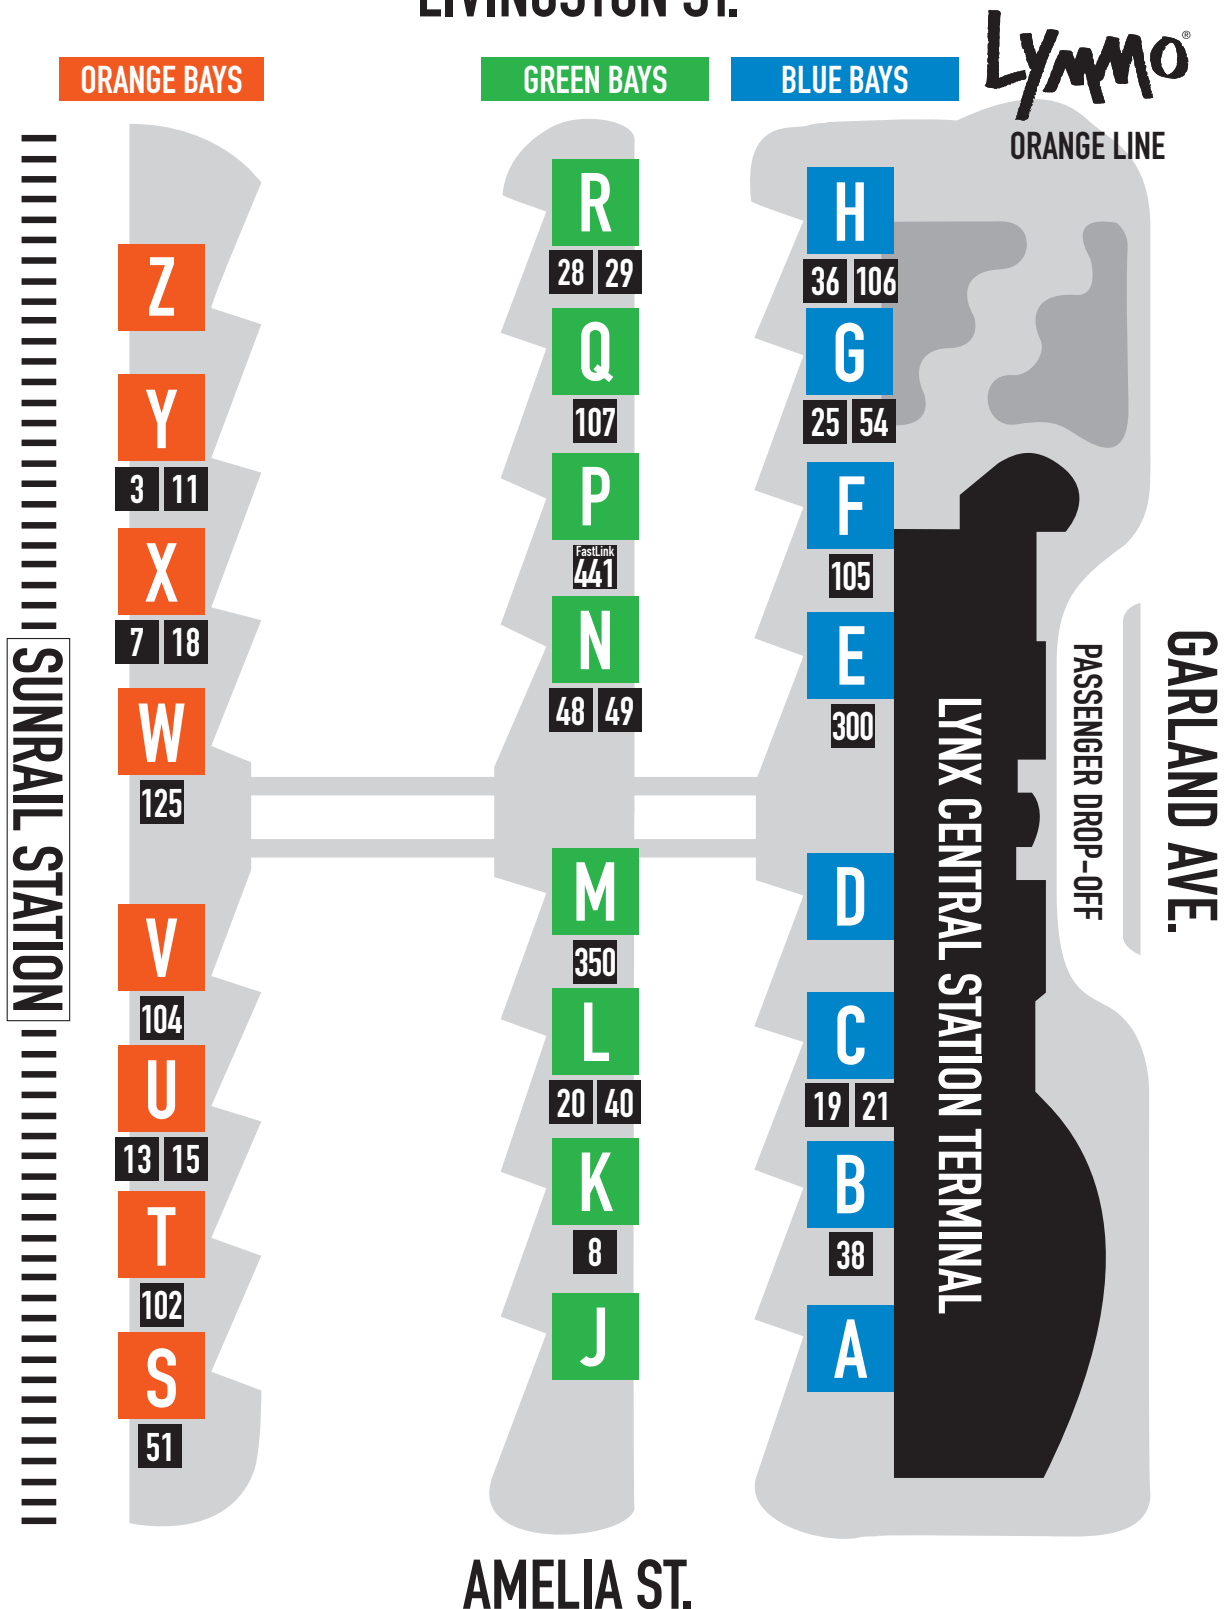 LIVINGSTON ST.
LYMMO®
ORANGE LINE
ORANGE BAYS
Z
Y
3 11
X
7 18
W
125
V
104
U
13 15
T
102
S
51
GREEN BAYS
R
28 29
Q
107
P
FastLink
441
N
48 49
M
350
L
20 40
K
8
J
BLUE BAYS
H
36 106
G
25 54
F
105
E
300
D
C
19 21
B
38
A
SUNRAIL STATION
LYNX CENTRAL STATION TERMINAL
PASSENGER DROP-OFF
GARLAND AVE.
AMELIA ST.